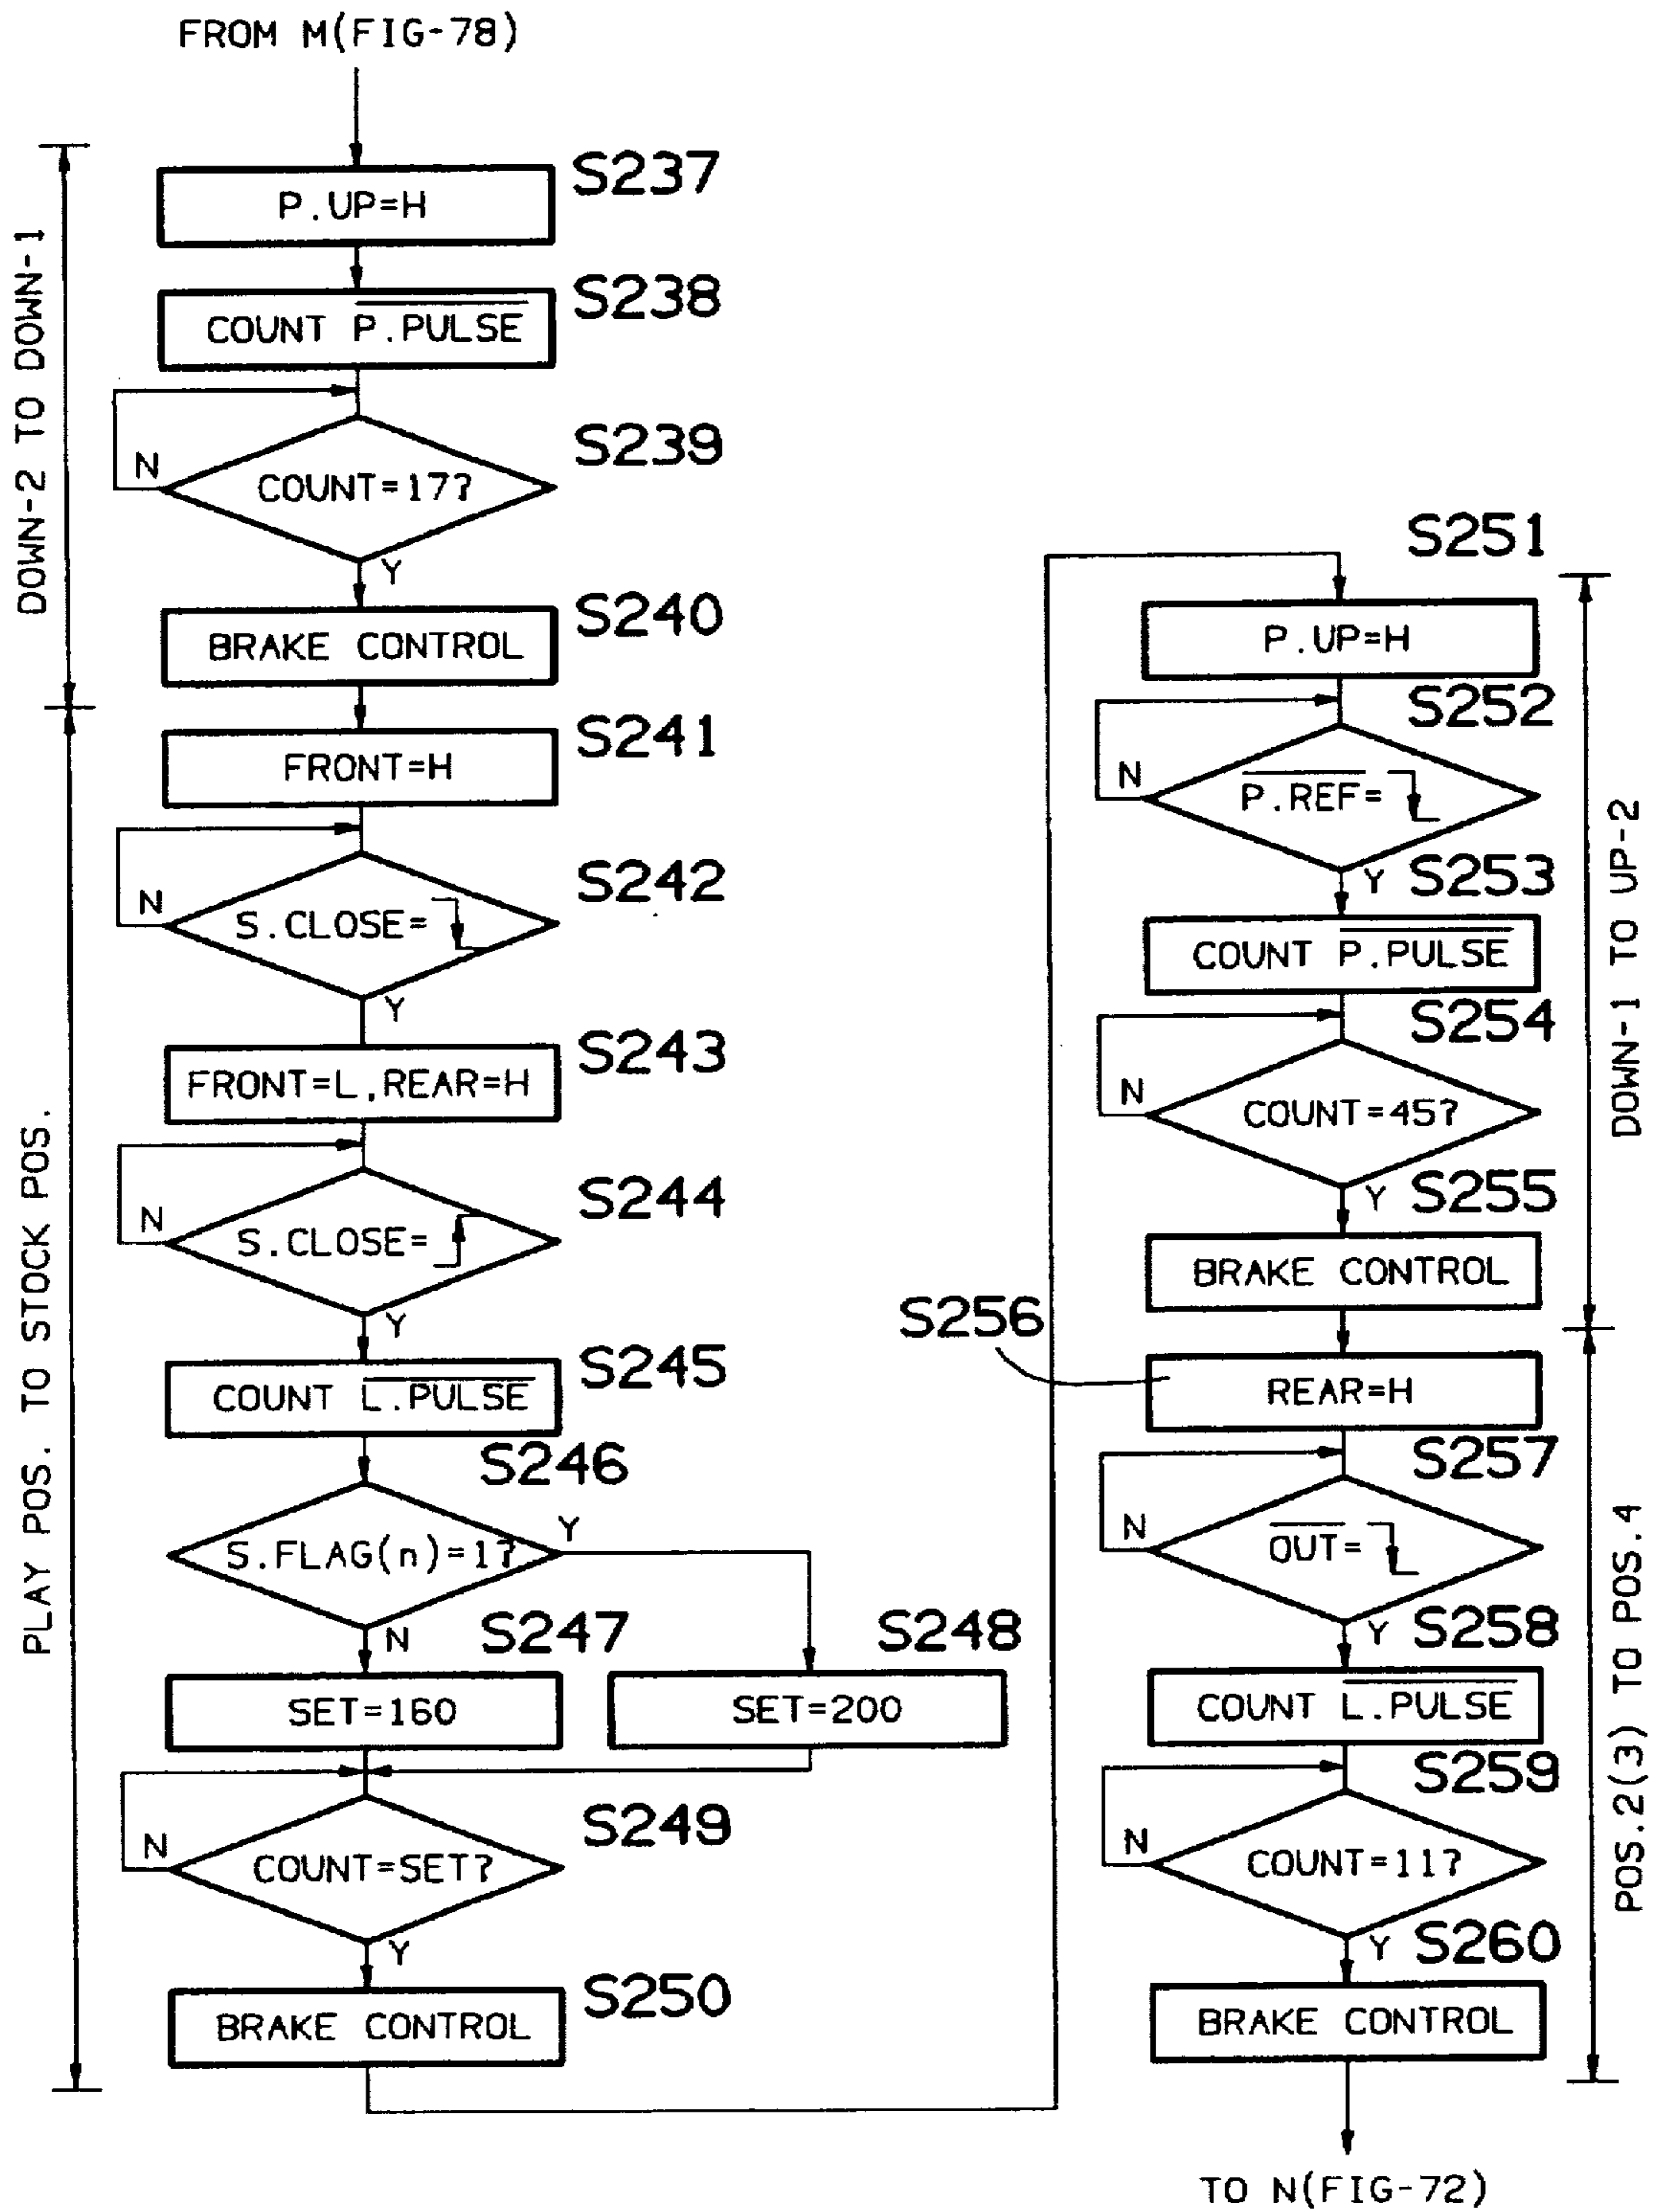 FROM M(FIG-78)
DOWN-2 TO DOWN-1
P.UP=H
S237
COUNT P.PULSE
S238
COUNT=17?
S239
N
Y
BRAKE CONTROL
S240
PLAY POS. TO STOCK POS.
FRONT=H
S241
S.CLOSE=
S242
N
Y
FRONT=L,REAR=H
S243
S.CLOSE=
S244
N
Y
COUNT L.PULSE
S245
S.FLAG(n)=1?
S246
Y
N
SET=160
S247
SET=200
S248
COUNT=SET?
S249
N
Y
BRAKE CONTROL
S250
DOWN-1 TO UP-2
S251
P.UP=H
S252
P.REF=
N
Y
S253
COUNT P.PULSE
S254
COUNT=45?
N
Y
S255
BRAKE CONTROL
POS.2(3) TO POS.4
S256
REAR=H
S257
OUT=
N
Y
S258
COUNT L.PULSE
S259
COUNT=11?
N
Y
S260
BRAKE CONTROL
TO N(FIG-72)